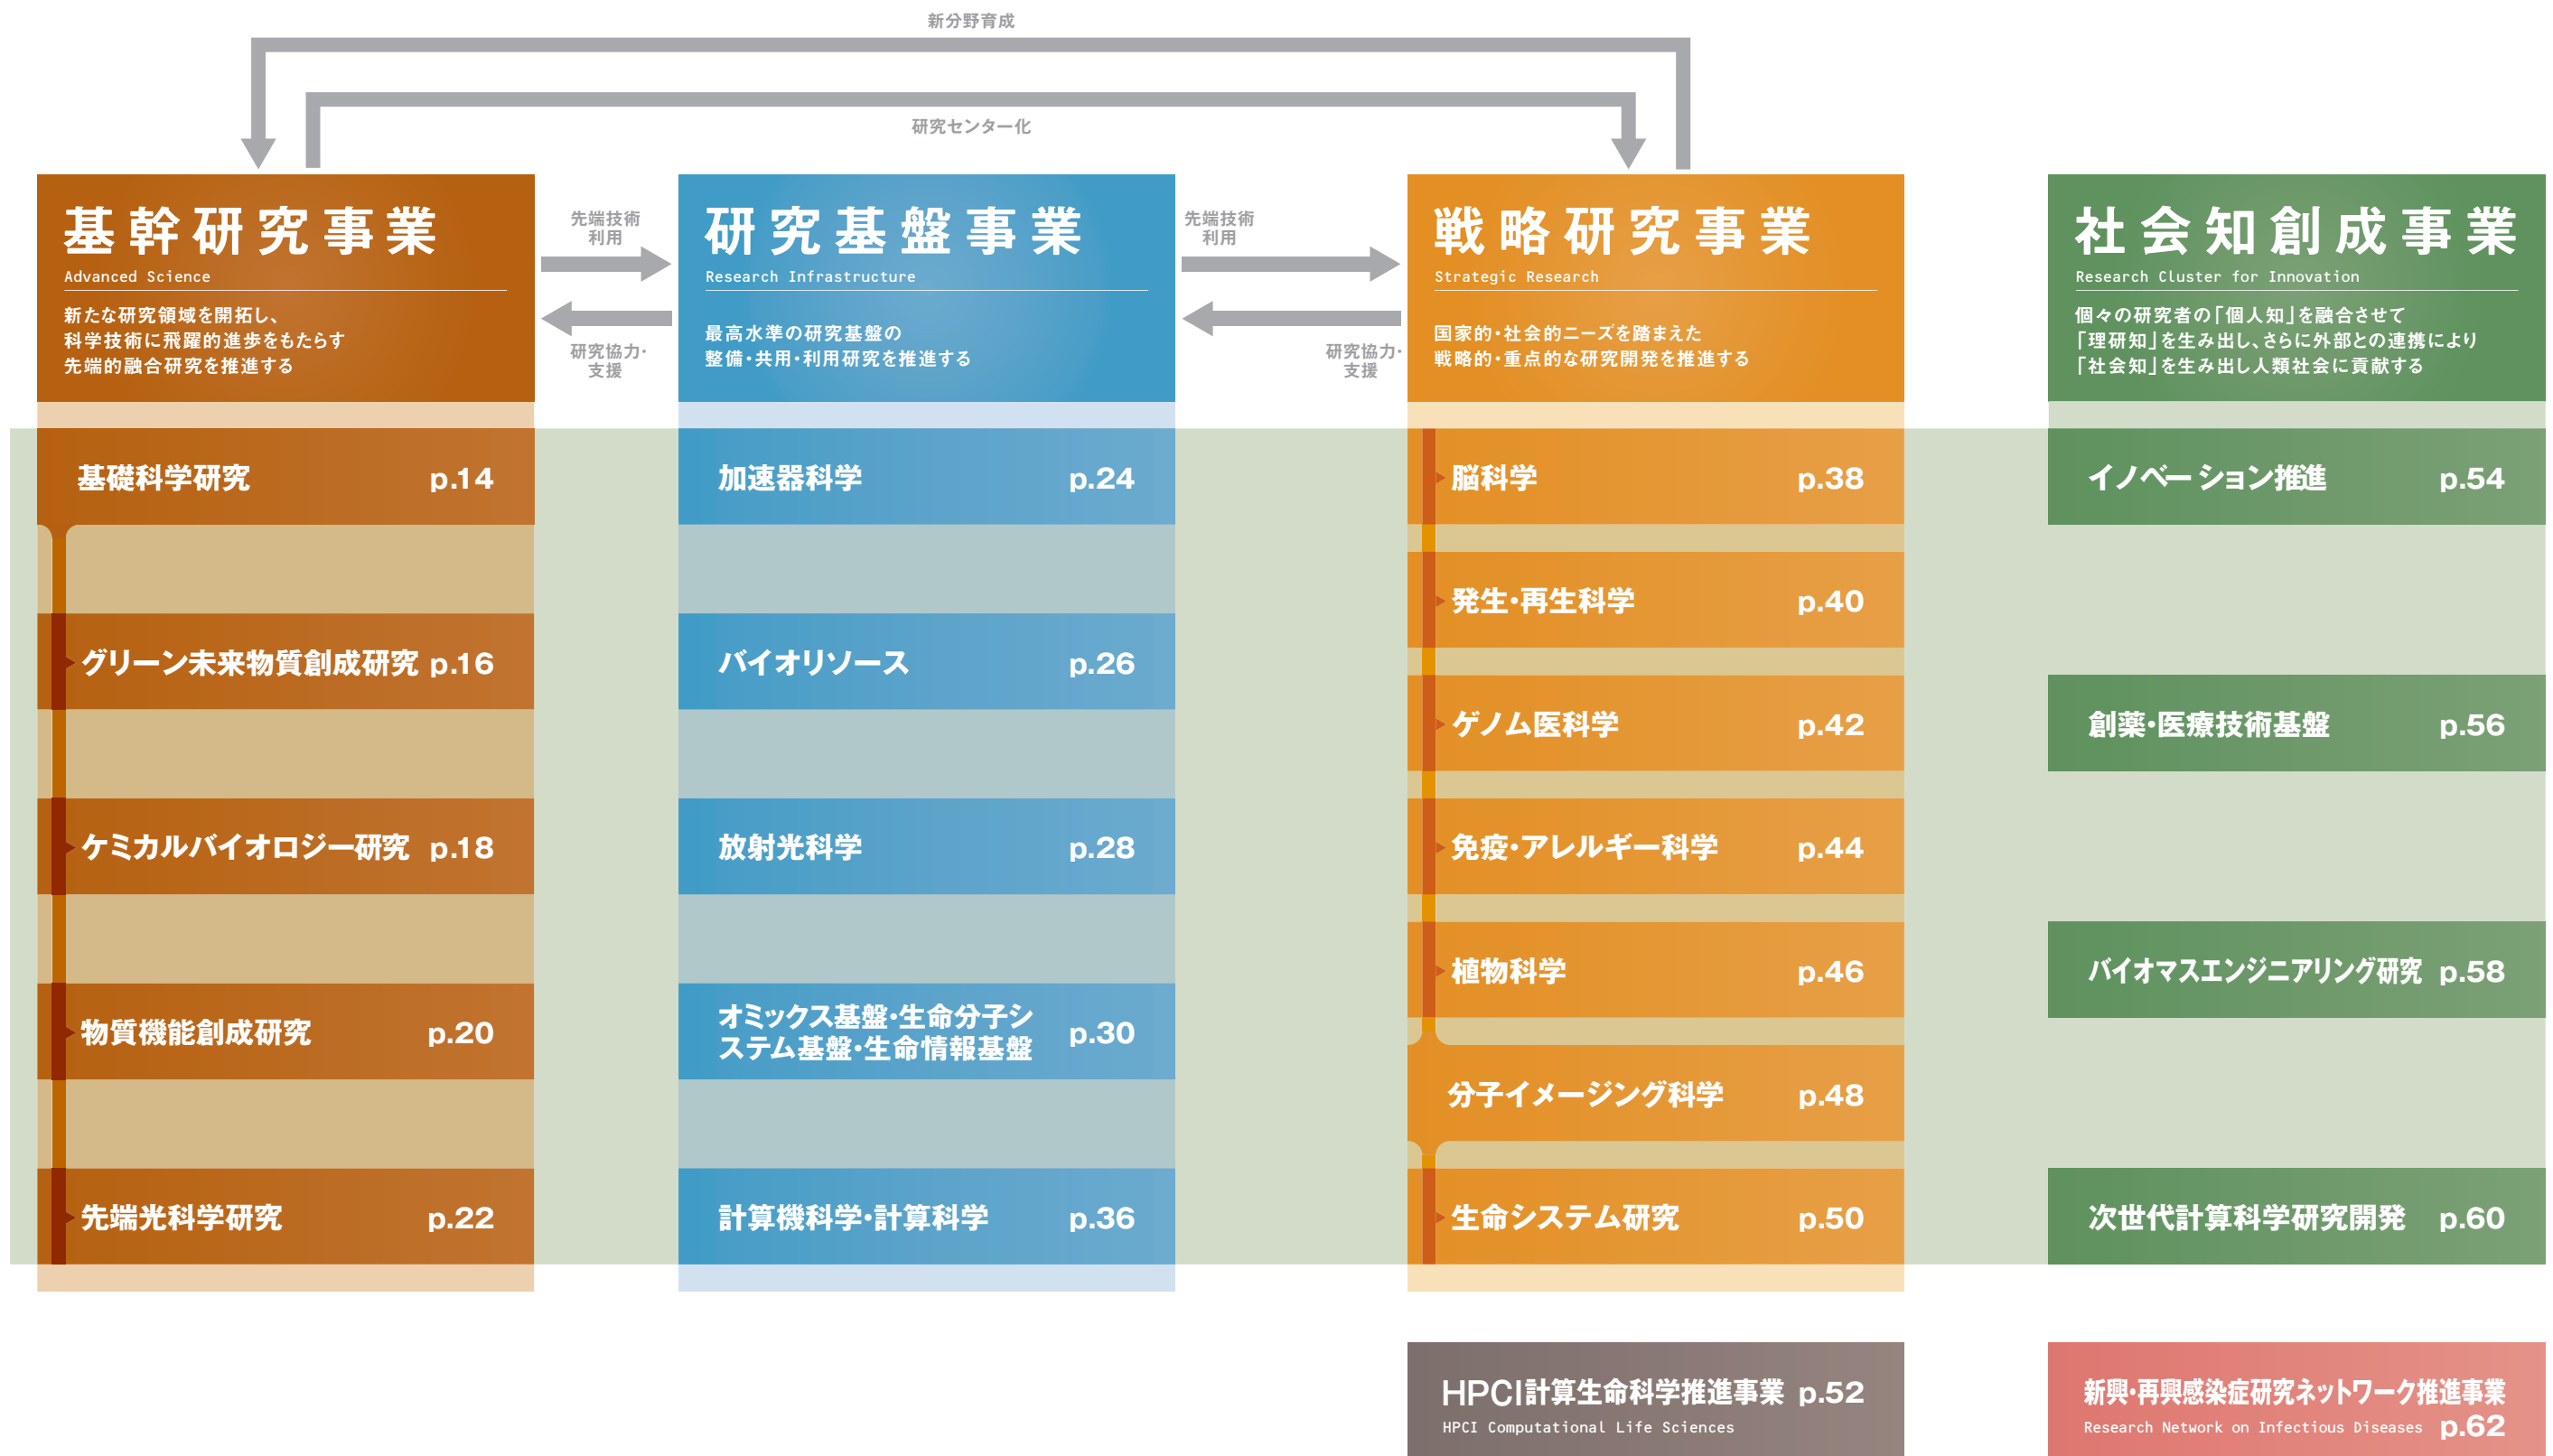 新分野育成
研究センター化
基幹研究事業
Advanced Science
新たな研究領域を開拓し、
科学技術に飛躍的進歩をもたらす
先端的融合研究を推進する
先端技術
利用
研究協力・
支援
研究基盤事業
Research Infrastructure
最高水準の研究基盤の
整備・共用・利用研究を推進する
先端技術
利用
研究協力・
支援
戦略研究事業
Strategic Research
国家的・社会的ニーズを踏まえた
戦略的・重点的な研究開発を推進する
社会知創成事業
Research Cluster for Innovation
個々の研究者の「個人知」を融合させて
「理研知」を生み出し、さらに外部との連携により
「社会知」を生み出し人類社会に貢献する
基礎科学研究 p.14
グリーン未来物質創成研究 p.16
ケミカルバイオロジー研究 p.18
物質機能創成研究 p.20
先端光科学研究 p.22
加速器科学 p.24
バイオリソース p.26
放射光科学 p.28
オミックス基盤・生命分子シ
ステム基盤・生命情報基盤 p.30
計算機科学・計算科学 p.36
脳科学 p.38
発生・再生科学 p.40
ゲノム医科学 p.42
免疫・アレルギー科学 p.44
植物科学 p.46
分子イメージング科学 p.48
生命システム研究 p.50
イノベーション推進 p.54
創薬・医療技術基盤 p.56
バイオマスエンジニアリング研究 p.58
次世代計算科学研究開発 p.60
HPCI計算生命科学推進事業 p.52
HPCI Computational Life Sciences
新興・再興感染症研究ネットワーク推進事業
Research Network on Infectious Diseases p.62